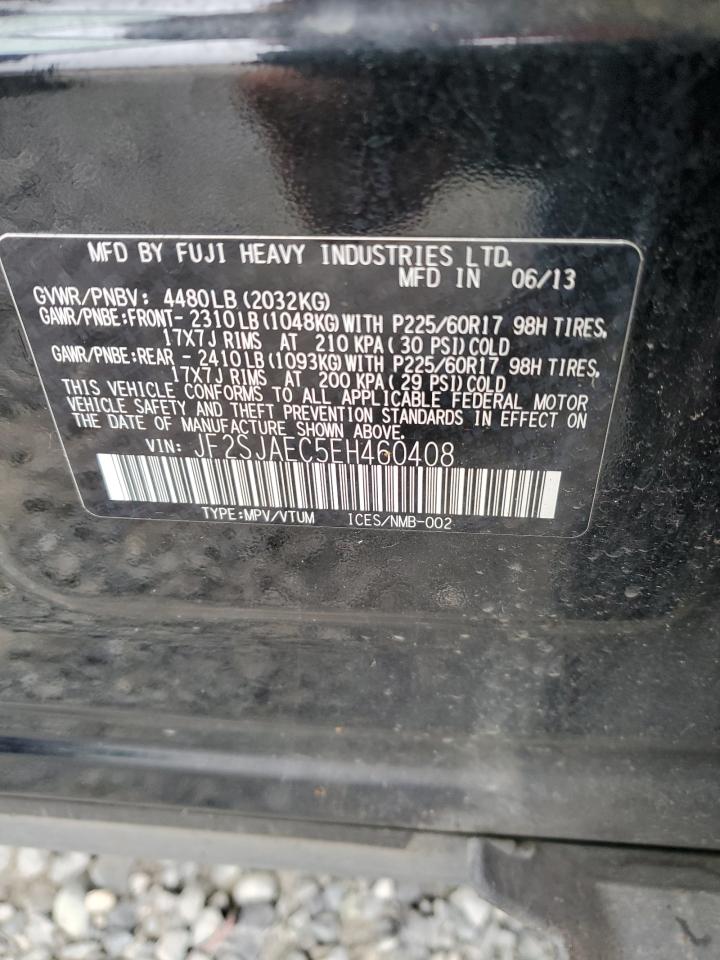 MFD BY FUJI HEAVY INDUSTRIES LTD.
MFD IN 06/13
GVWR/PNBV: 4480LB (2032KG)
GAWR/PNBE:FRONT- 2310LB (1048KG) WITH P225/60R17 98H TIRES,
17X7J RIMS AT 210 KPA ( 30 PSI) COLD
GAWR/PNBE:REAR - 2410LB (1093KG) WITH P225/60R17 98H TIRES,
17X7J RIMS AT 200 KPA ( 29 PSI) COLD
THIS VEHICLE CONFORMS TO ALL APPLICABLE FEDERAL MOTOR
VEHICLE SAFETY AND THEFT PREVENTION STANDARDS IN EFFECT ON
THE DATE OF MANUFACTURE SHOWN ABOVE.
VIN: JF2SJAEC5EH460408
TYPE:MPV/VTUM ICES/NMB-002